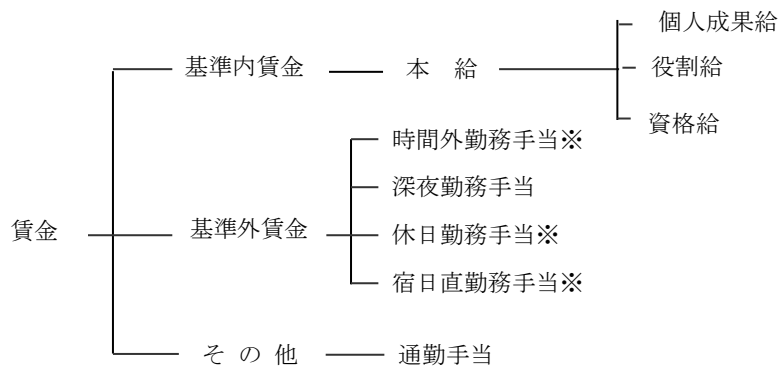 個人成果給
基準内賃金 本 給 役割給
資格給
時間外勤務手当※
深夜勤務手当
賃金 基準外賃金 休日勤務手当※
宿日直勤務手当※
そ の 他 通勤手当